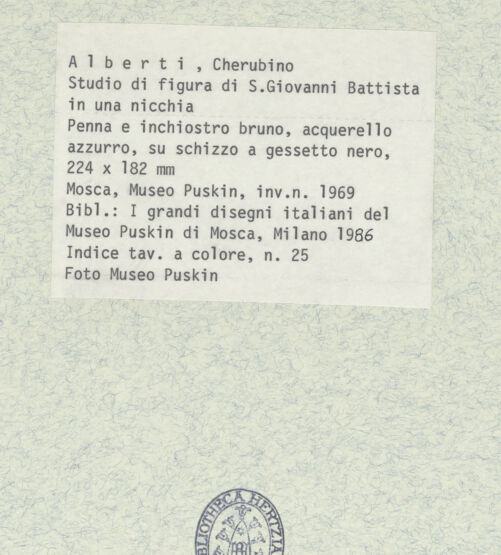 A l b e r t i , Cherubino
Studio di figura di S.Giovanni Battista
in una nicchia
Penna e inchiostro bruno, acquerello
azzurro, su schizzo a gessetto nero,
224 x 182 mm
Mosca, Museo Puskin, inv.n. 1969
Bibl.: I grandi disegni italiani del
Museo Puskin di Mosca, Milano 1986
Indice tav. a colore, n. 25
Foto Museo Puskin
BLIOTHECA HERTZIA